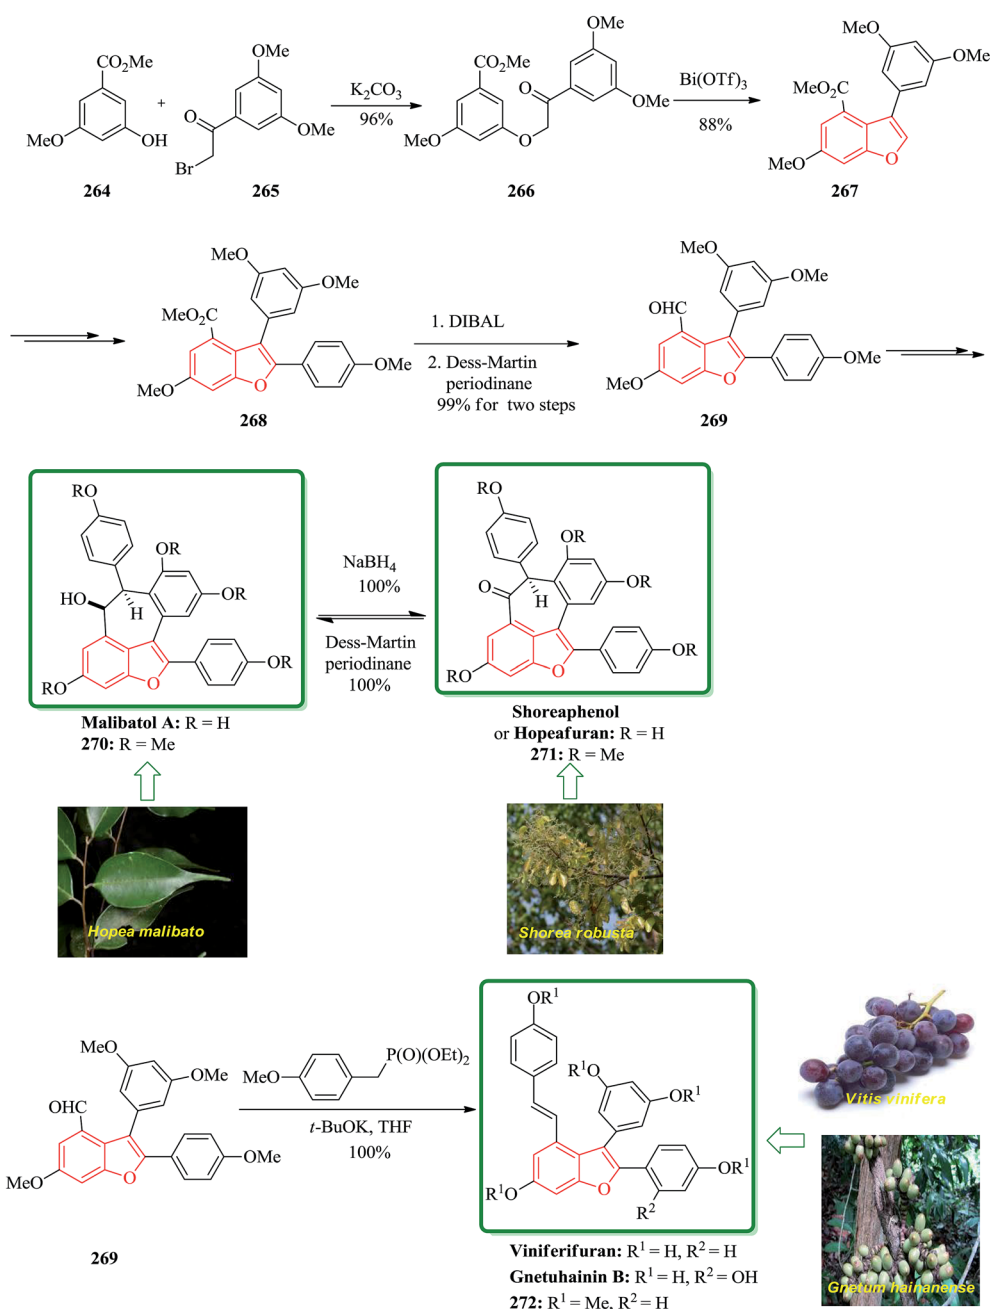 CO₂Me
MeO
OH
264
+
OMe
O
OMe
Br
265
K₂CO₃
96%
CO₂Me
MeO
O
O
OMe
OMe
266
Bi(OTf)₃
88%
MeO
OMe
MeO₂C
MeO
O
267
MeO
OMe
MeO₂C
MeO
O
OMe
268
1. DIBAL
2. Dess-Martin
periodinane
99% for two steps
MeO
OMe
OHC
MeO
O
OMe
269
RO
OR
OR
HO
H
OR
RO
O
Malibatol A: R = H
270: R = Me
NaBH₄
100%
Dess-Martin
periodinane
100%
RO
OR
OR
O
H
OR
RO
O
Shoreaphenol
or Hopeafuran: R = H
271: R = Me
Hopea malibato
Shorea robusta
MeO
OMe
OHC
MeO
O
OMe
269
MeO
P(O)(OEt)₂
t-BuOK, THF
100%
OR¹
R¹O
OR¹
OR¹
R¹O
O
R²
Viniferifuran: R¹ = H, R² = H
Gnetuhainin B: R¹ = H, R² = OH
272: R¹ = Me, R² = H
Vitis vinifera
Gnetum hainanense